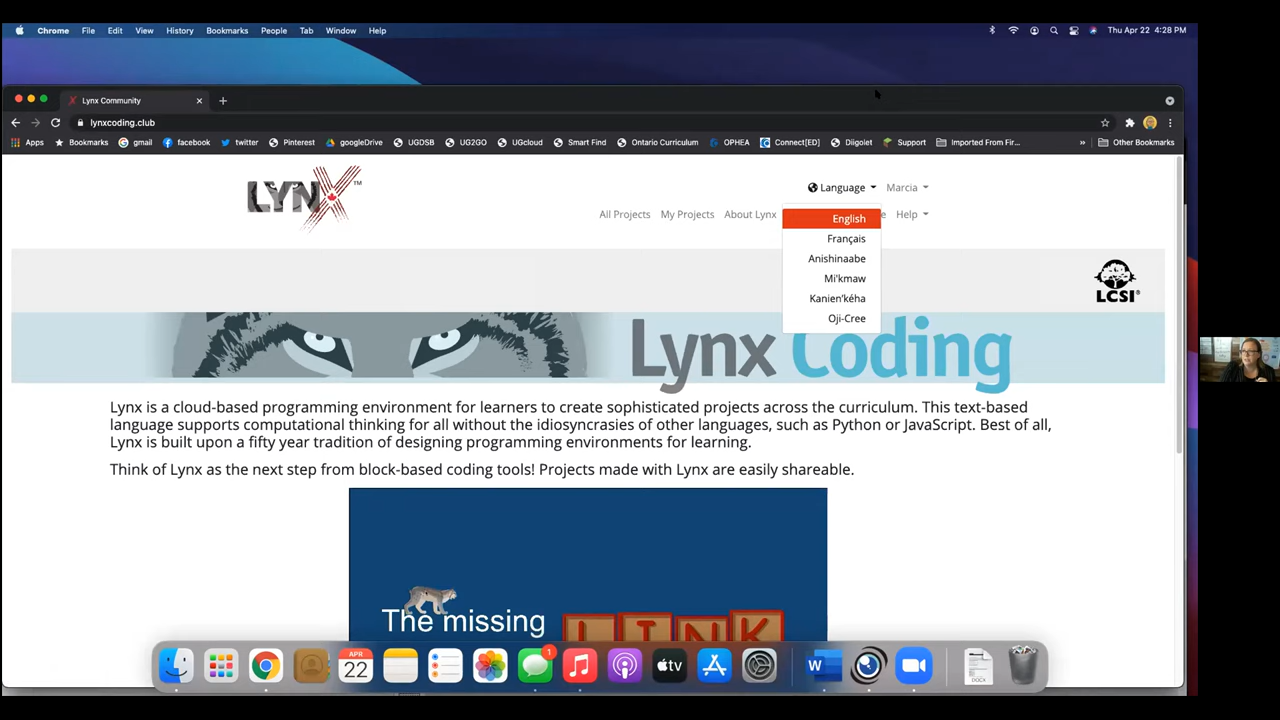 Chrome File Edit View History Bookmarks People Tab Window Help Thu Apr 22 4:28 PM
Lynx Community
lynxcoding.club
Apps Bookmarks gmail facebook twitter Pinterest googleDrive UGDSB UG2GO UGcloud Smart Find Ontario Curriculum OPHEA Connect[ED] Diigolet Support Imported From Fir... » Other Bookmarks
LYNX™
Language Marcia
All Projects My Projects About Lynx e Help
English
Français
Anishinaabe
Mi'kmaw
Kanien'kéha
Oji-Cree
LCSI®
Lynx Coding
Lynx is a cloud-based programming environment for learners to create sophisticated projects across the curriculum. This text-based
language supports computational thinking for all without the idiosyncrasies of other languages, such as Python or JavaScript. Best of all,
Lynx is built upon a fifty year tradition of designing programming environments for learning.
Think of Lynx as the next step from block-based coding tools! Projects made with Lynx are easily shareable.
The missing LINK
APR
22
1
tv
W
DOCX